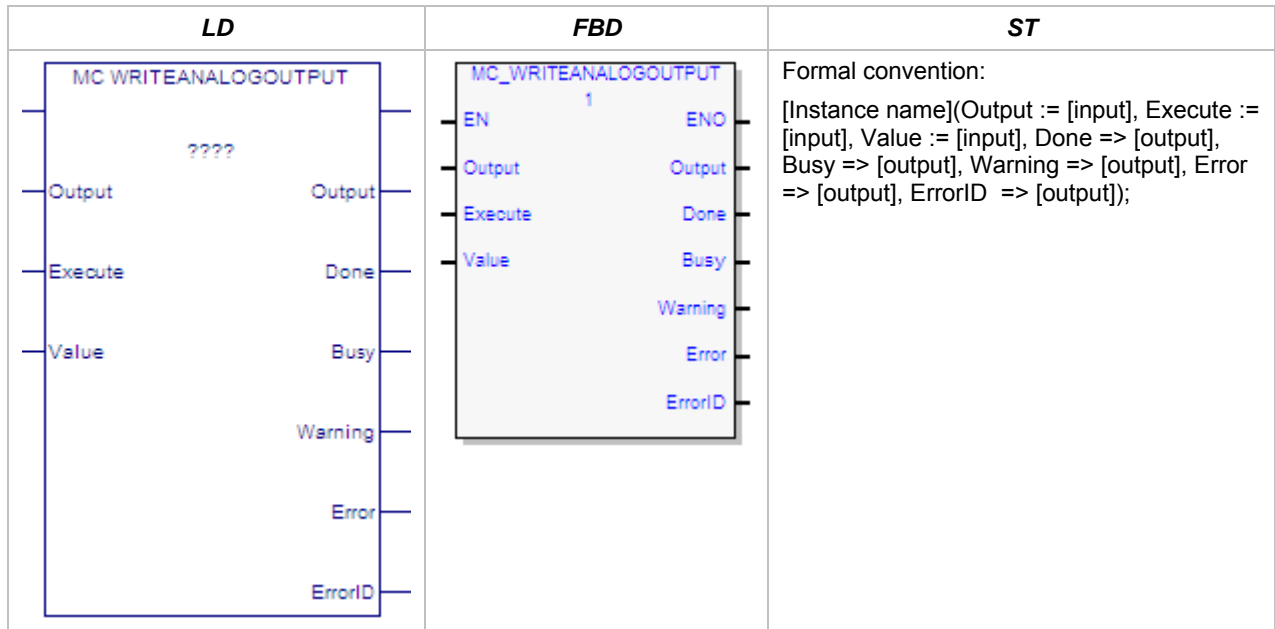 LD
FBD
ST
MC WRITEANALOGOUTPUT
????
Output Output
Execute Done
Value Busy
Warning
Error
ErrorID
MC_WRITEANALOGOUTPUT
1
EN ENO
Output Output
Execute Done
Value Busy
Warning
Error
ErrorID
Formal convention:
[Instance name](Output := [input], Execute :=
[input], Value := [input], Done => [output],
Busy => [output], Warning => [output], Error
=> [output], ErrorID => [output]);